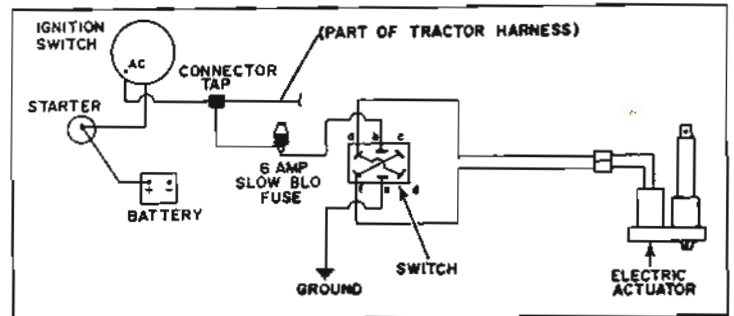 IGNITION
SWITCH
AC
(PART OF TRACTOR HARNESS)
CONNECTOR
TAP
STARTER
6 AMP
SLOW BLO
FUSE
a b c
f e d
+ -
BATTERY
GROUND
SWITCH
ELECTRIC
ACTUATOR